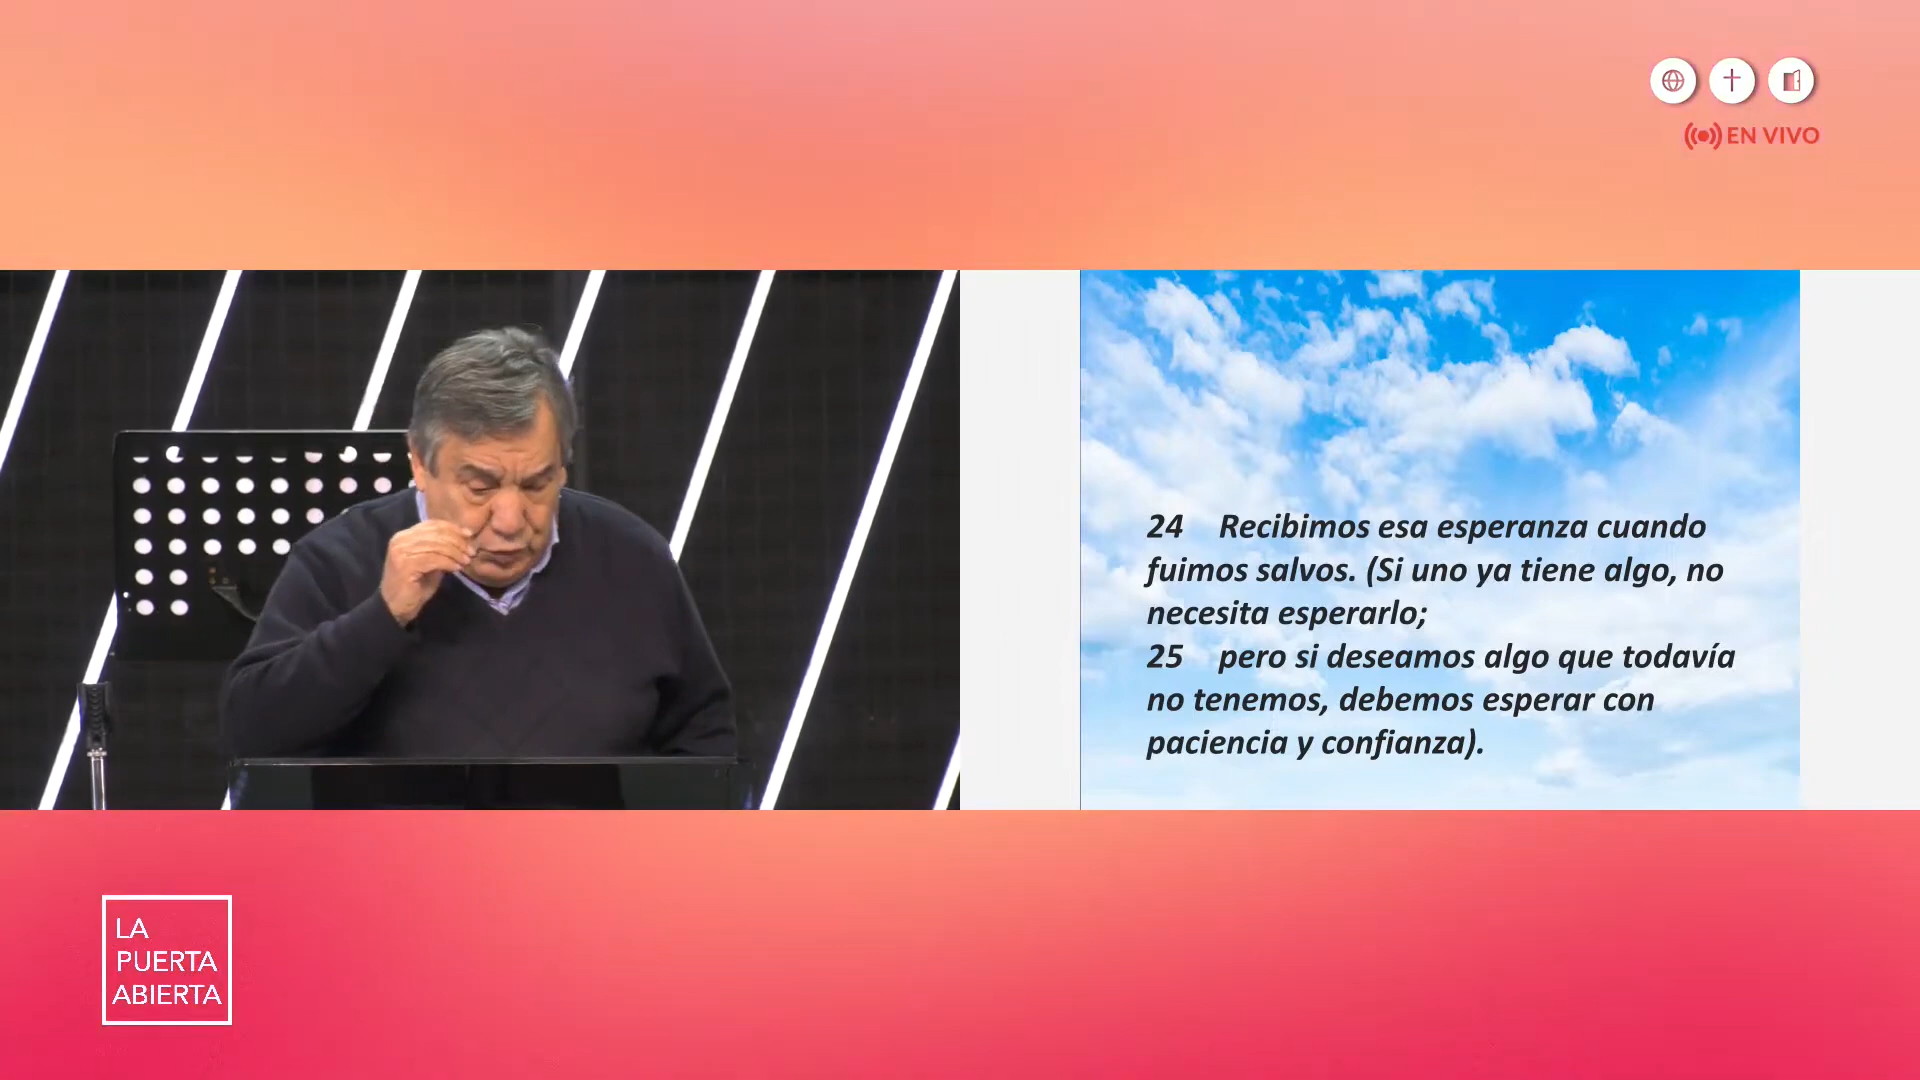 EN VIVO
24 Recibimos esa esperanza cuando
fuimos salvos. (Si uno ya tiene algo, no
necesita esperarlo;
25 pero si deseamos algo que todavía
no tenemos, debemos esperar con
paciencia y confianza).
LA
PUERTA
ABIERTA